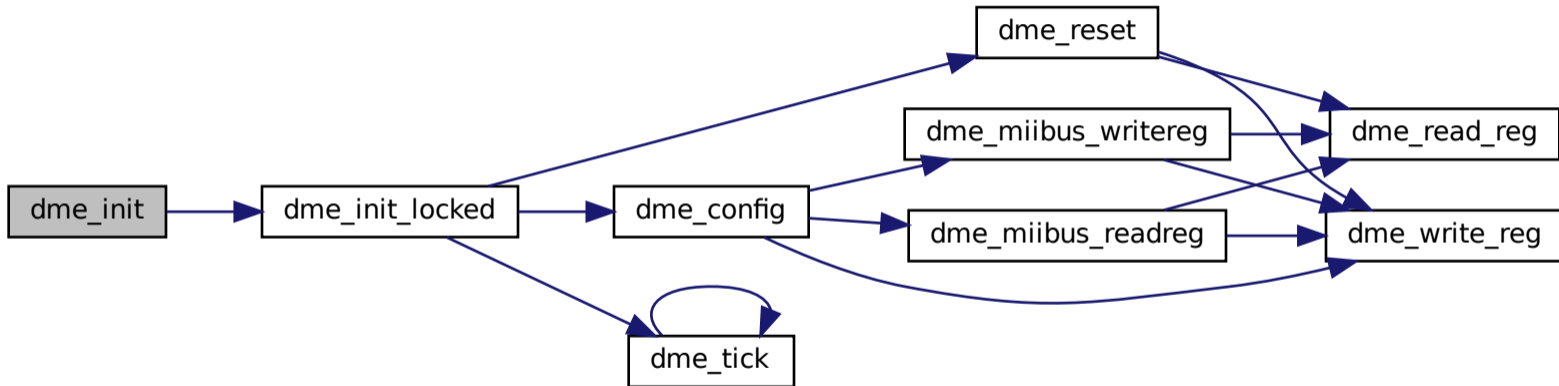 dme_init
dme_init_locked
dme_reset
dme_config
dme_tick
dme_miibus_writereg
dme_miibus_readreg
dme_read_reg
dme_write_reg